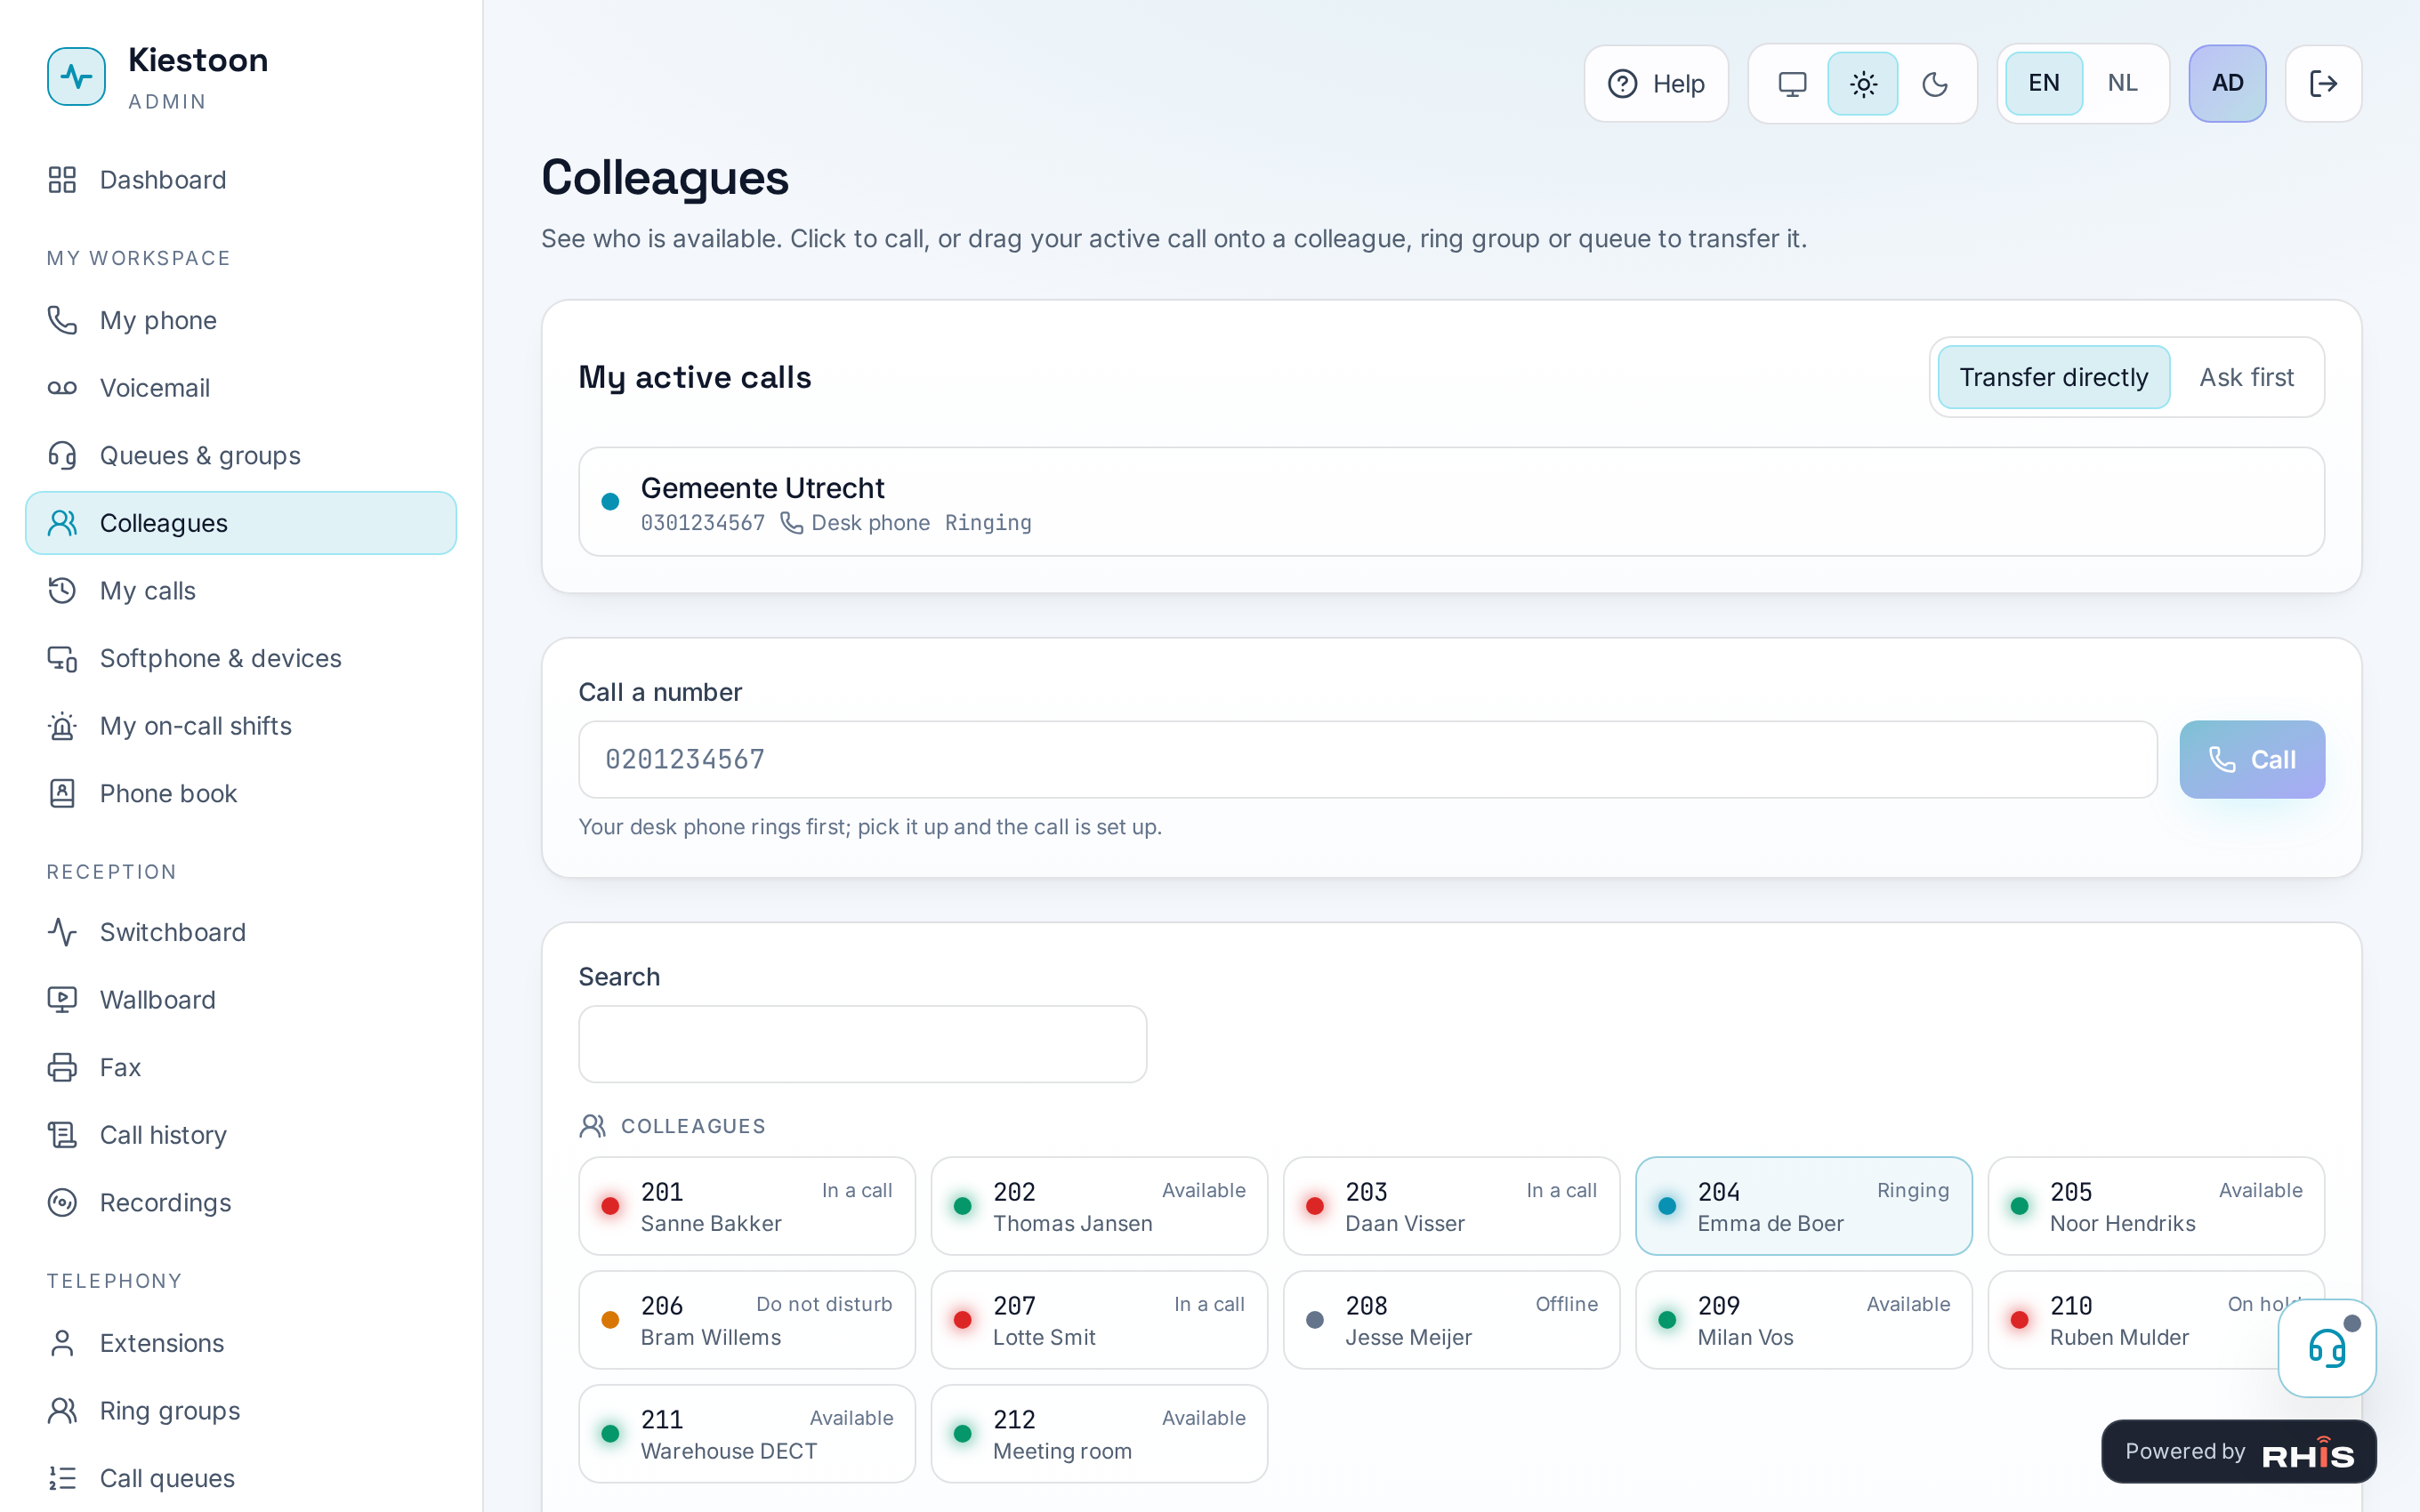 Kiestoon
ADMIN
Dashboard
MY WORKSPACE
My phone
Voicemail
Queues & groups
Colleagues
My calls
Softphone & devices
My on-call shifts
Phone book
RECEPTION
Switchboard
Wallboard
Fax
Call history
Recordings
TELEPHONY
Extensions
Ring groups
Call queues
Help
EN NL
AD
Colleagues
See who is available. Click to call, or drag your active call onto a colleague, ring group or queue to transfer it.
My active calls
Transfer directly Ask first
Gemeente Utrecht
0301234567 Desk phone Ringing
Call a number
0201234567
Call
Your desk phone rings first; pick it up and the call is set up.
Search
COLLEAGUES
201 In a call
Sanne Bakker
202 Available
Thomas Jansen
203 In a call
Daan Visser
204 Ringing
Emma de Boer
205 Available
Noor Hendriks
206 Do not disturb
Bram Willems
207 In a call
Lotte Smit
208 Offline
Jesse Meijer
209 Available
Milan Vos
210 On hold
Ruben Mulder
211 Available
Warehouse DECT
212 Available
Meeting room
Powered by RHIS